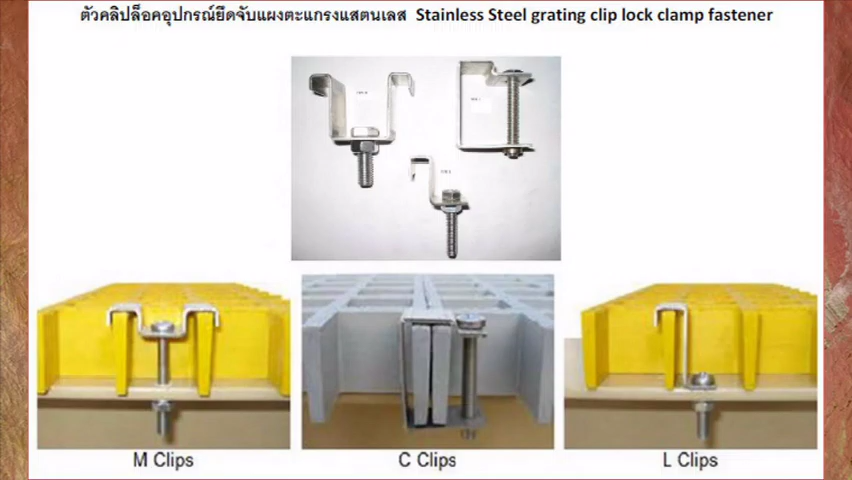 ตัวคลิปล็อคอุปกรณ์ยึดจับแผงตะแกรงแสตนเลส Stainless Steel grating clip lock clamp fastener
M Clips
C Clips
L Clips